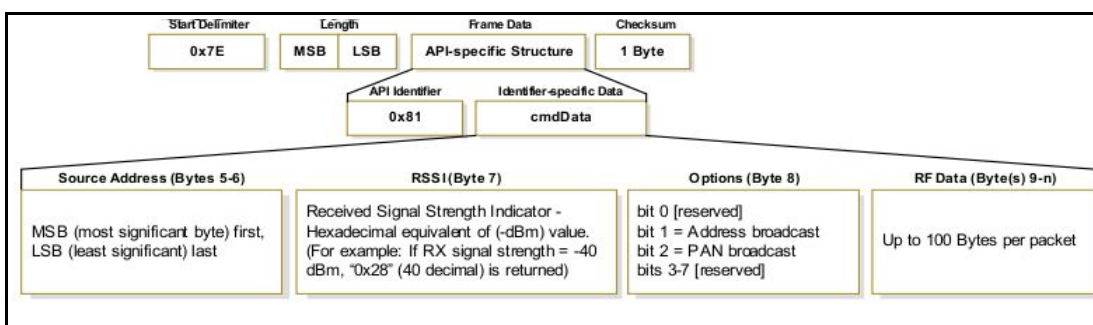 Start Delimiter Length Frame Data Checksum
0x7E MSB LSB API-specific Structure 1 Byte
API Identifier Identifier-specific Data
0x81 cmdData
Source Address (Bytes 5-6) RSSI (Byte 7) Options (Byte 8) RF Data (Byte(s) 9-n)
MSB (most significant byte) first,
LSB (least significant) last
Received Signal Strength Indicator -
Hexadecimal equivalent of (-dBm) value.
(For example: If RX signal strength = -40
dBm, “0x28” (40 decimal) is returned)
bit 0 [reserved]
bit 1 = Address broadcast
bit 2 = PAN broadcast
bits 3-7 [reserved]
Up to 100 Bytes per packet